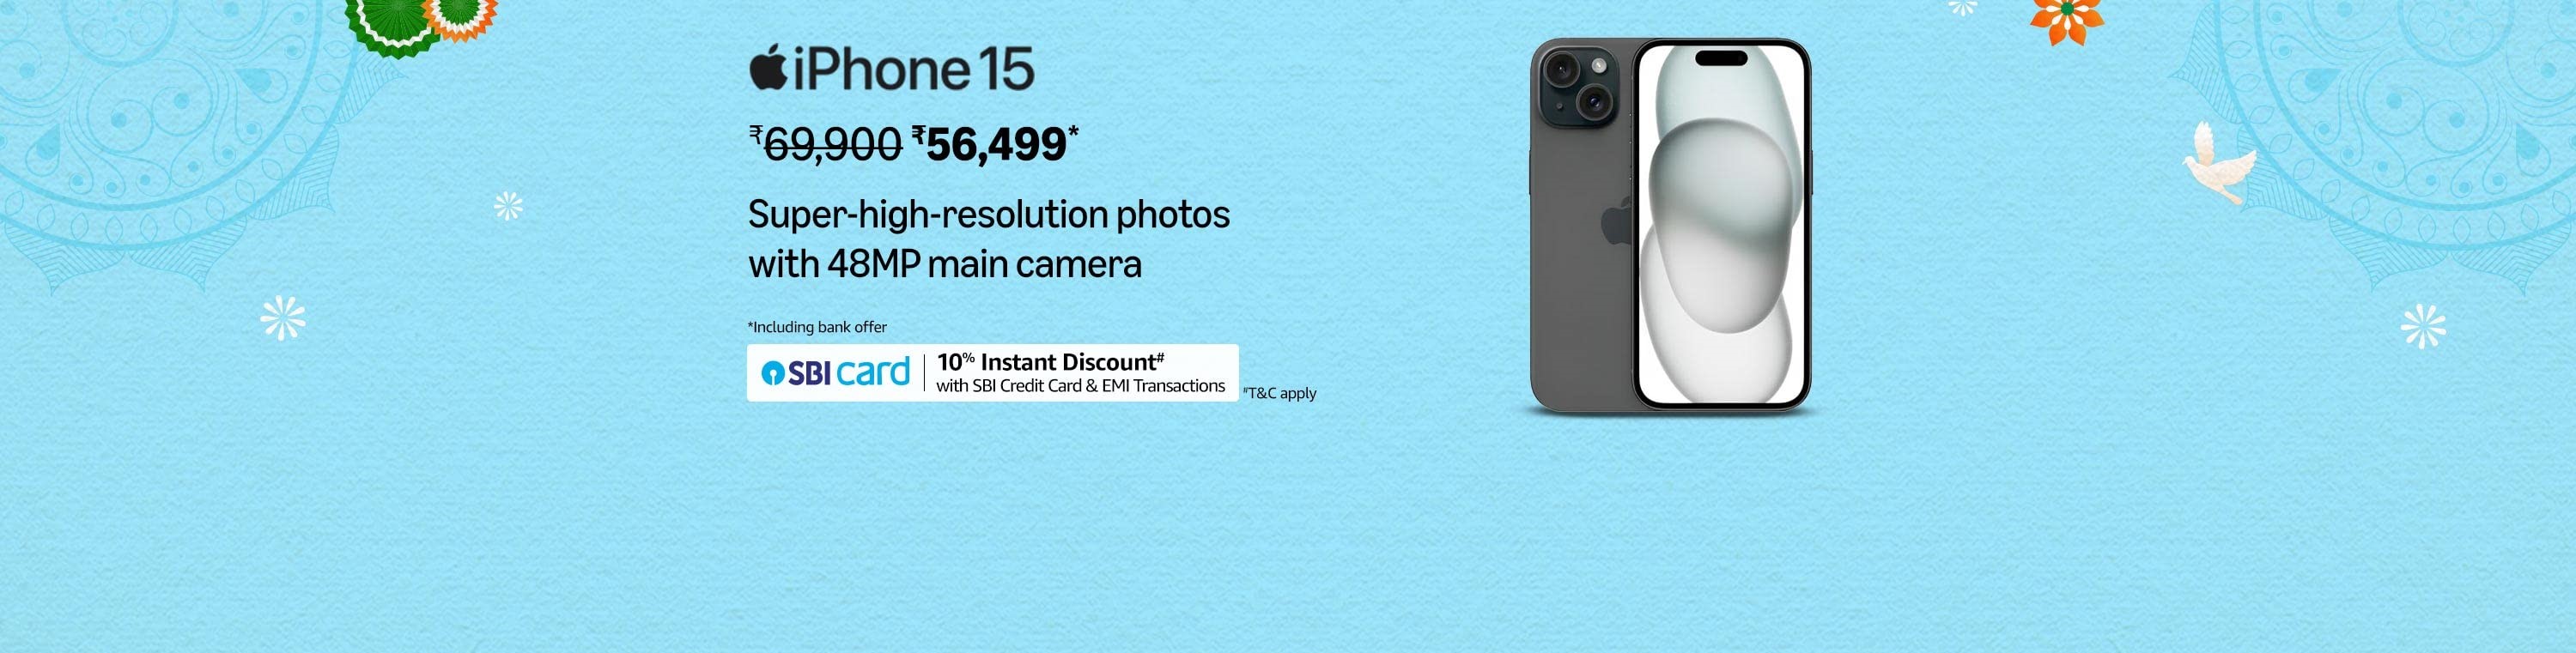 iPhone 15
₹69,900 ₹56,499*
Super-high-resolution photos
with 48MP main camera
*Including bank offer
SBI card
10% Instant Discount#
with SBI Credit Card & EMI Transactions
#T&C apply